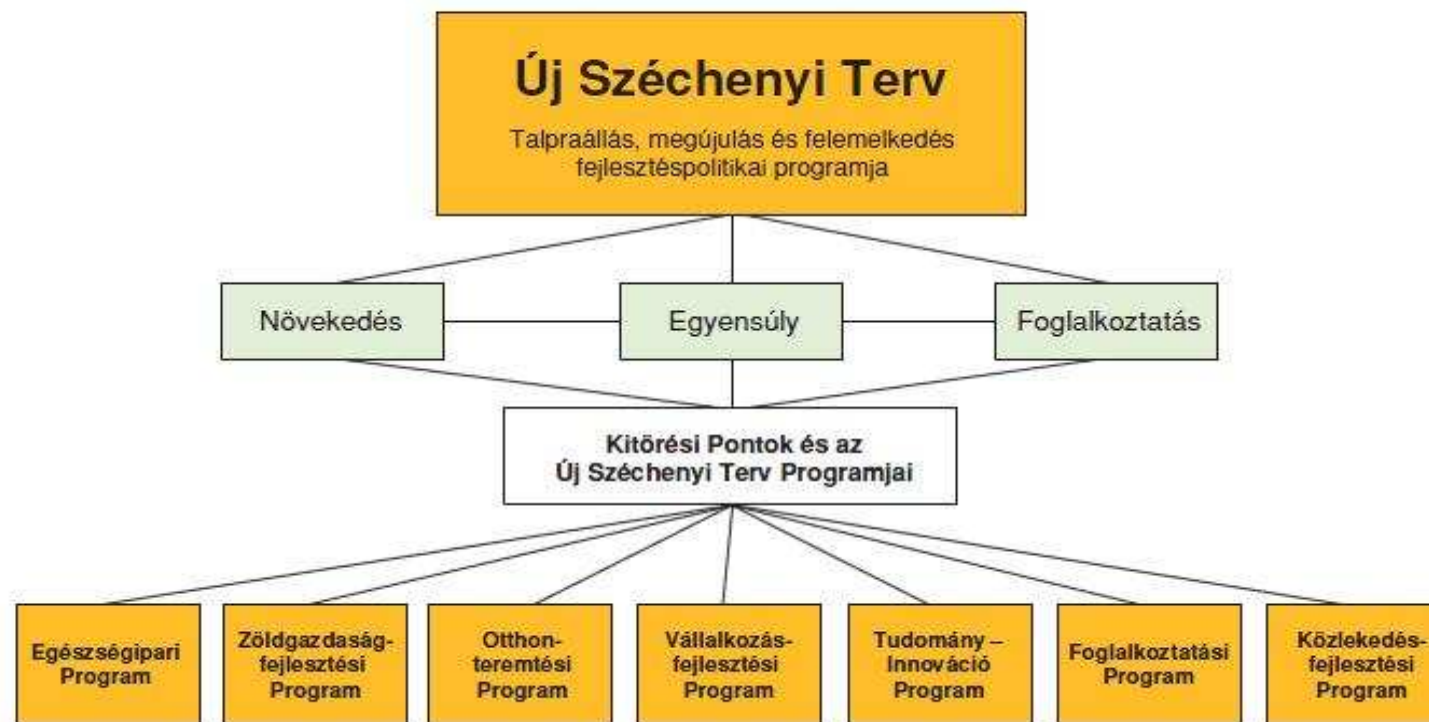 Új Széchenyi Terv
Talpraállás, megújulás és felemelkedés
fejlesztéspolitikai programja
Növekedés
Egyensúly
Foglalkoztatás
Kitörési Pontok és az
Új Széchenyi Terv Programjai
Egészségipari
Program
Zöldgazdaság-
fejlesztési
Program
Otthon-
teremtési
Program
Vállalkozás-
fejlesztési
Program
Tudomány –
Innováció
Program
Foglalkoztatási
Program
Közlekedés-
fejlesztési
Program